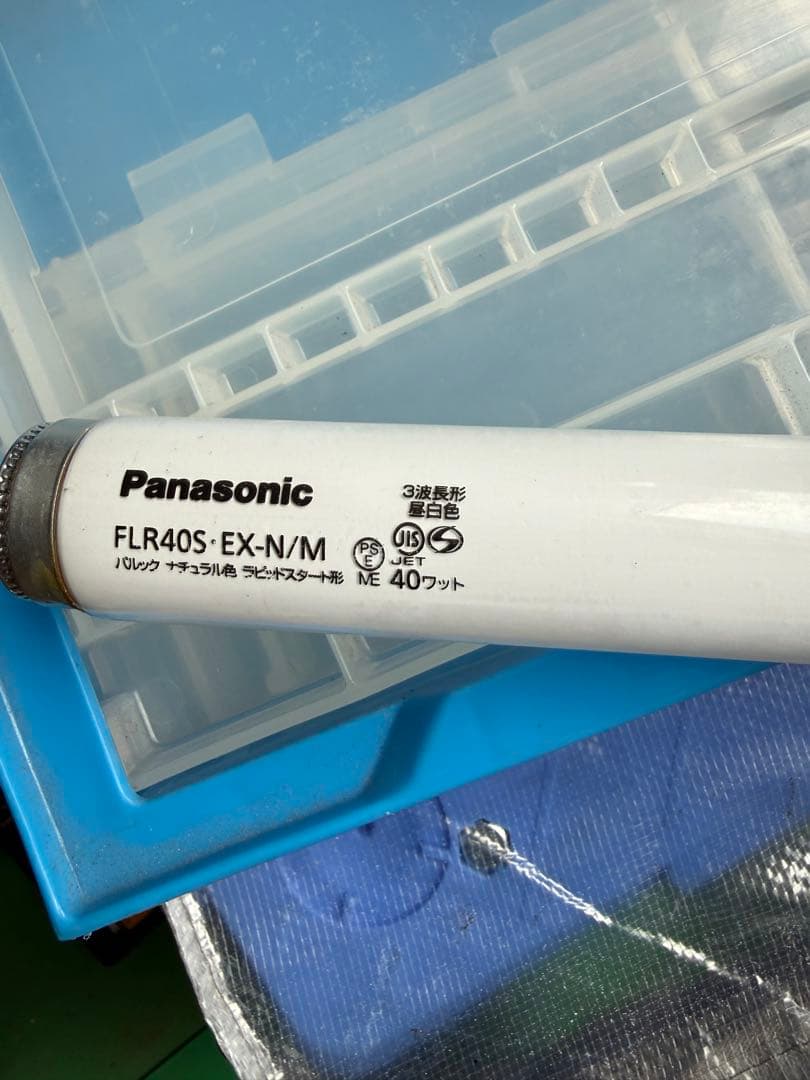 Panasonic
3波長形
昼白色
FLR40S・EX-N/M
PS
E
JIS
JET
パルック ナチュラル色 ラピッドスタート形
ME 40ワット